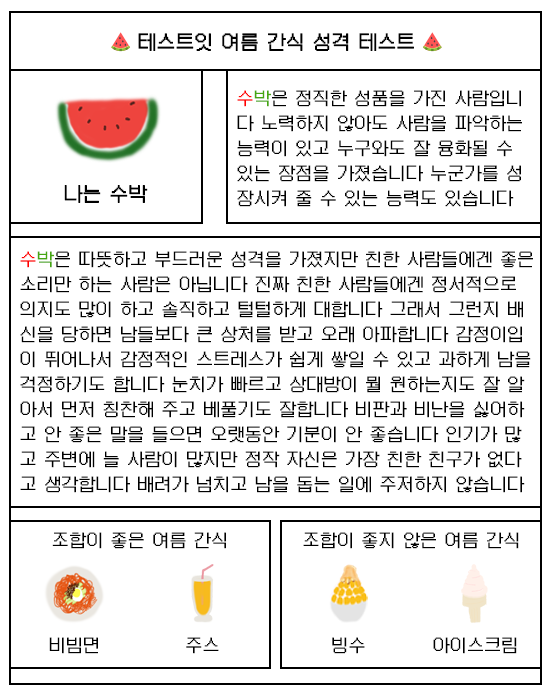 테스트잇 여름 간식 성격 테스트
나는 수박
수박은 정직한 성품을 가진 사람입니
다 노력하지 않아도 사람을 파악하는
능력이 있고 누구와도 잘 융화될 수
있는 장점을 가졌습니다 누군가를 성
장시켜 줄 수 있는 능력도 있습니다
수박은 따뜻하고 부드러운 성격을 가졌지만 친한 사람들에겐 좋은
소리만 하는 사람은 아닙니다 진짜 친한 사람들에겐 정서적으로
의지도 많이 하고 솔직하고 털털하게 대합니다 그래서 그런지 배
신을 당하면 남들보다 큰 상처를 받고 오래 아파합니다 감정이입
이 뛰어나서 감정적인 스트레스가 쉽게 쌓일 수 있고 과하게 남을
걱정하기도 합니다 눈치가 빠르고 상대방이 뭘 원하는지도 잘 알
아서 먼저 칭찬해 주고 베풀기도 잘합니다 비판과 비난을 싫어하
고 안 좋은 말을 들으면 오랫동안 기분이 안 좋습니다 인기가 많
고 주변에 늘 사람이 많지만 정작 자신은 가장 친한 친구가 없다
고 생각합니다 배려가 넘치고 남을 돕는 일에 주저하지 않습니다
조합이 좋은 여름 간식
비빔면
주스
조합이 좋지 않은 여름 간식
빙수
아이스크림